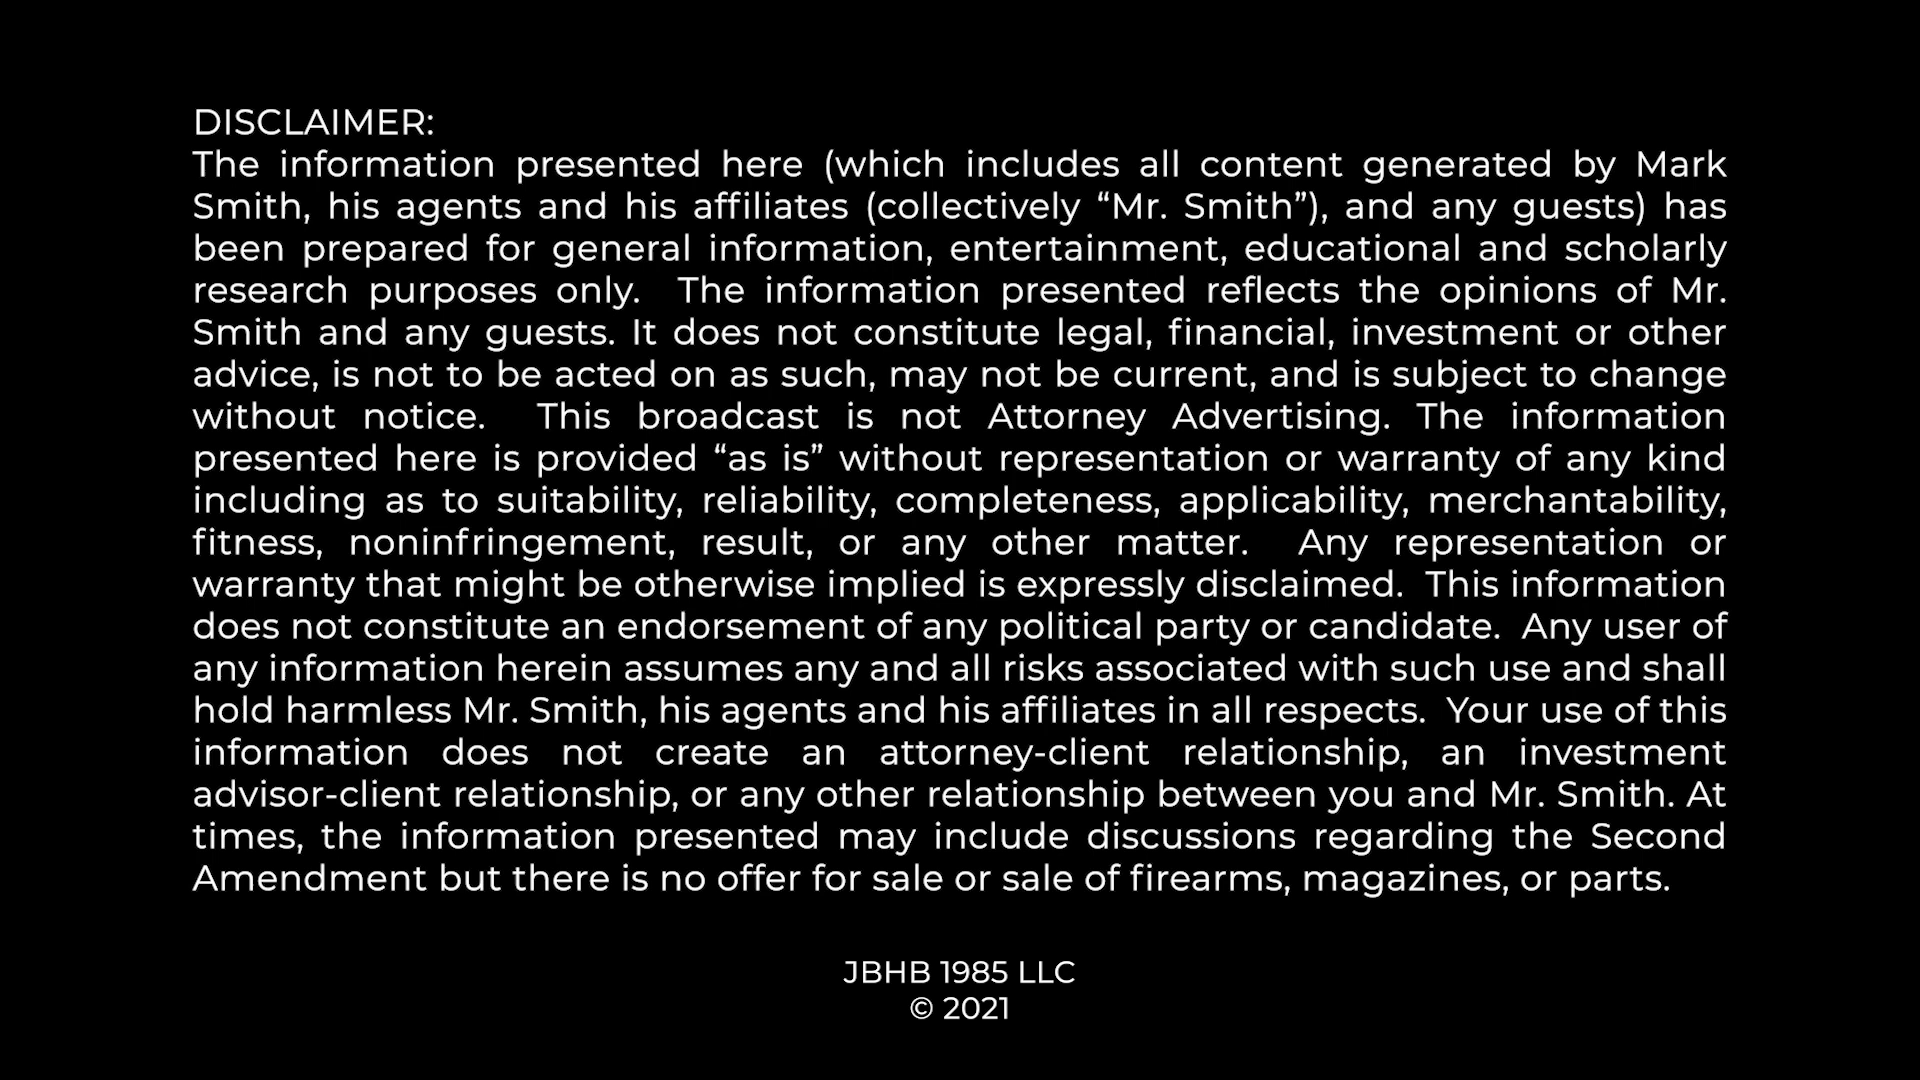 DISCLAIMER:
The information presented here (which includes all content generated by Mark
Smith, his agents and his affiliates (collectively “Mr. Smith”), and any guests) has
been prepared for general information, entertainment, educational and scholarly
research purposes only.  The information presented reflects the opinions of Mr.
Smith and any guests. It does not constitute legal, financial, investment or other
advice, is not to be acted on as such, may not be current, and is subject to change
without notice.  This broadcast is not Attorney Advertising. The information
presented here is provided “as is” without representation or warranty of any kind
including as to suitability, reliability, completeness, applicability, merchantability,
fitness, noninfringement, result, or any other matter.  Any representation or
warranty that might be otherwise implied is expressly disclaimed.  This information
does not constitute an endorsement of any political party or candidate.  Any user of
any information herein assumes any and all risks associated with such use and shall
hold harmless Mr. Smith, his agents and his affiliates in all respects.  Your use of this
information does not create an attorney-client relationship, an investment
advisor-client relationship, or any other relationship between you and Mr. Smith. At
times, the information presented may include discussions regarding the Second
Amendment but there is no offer for sale or sale of firearms, magazines, or parts.
JBHB 1985 LLC
© 2021